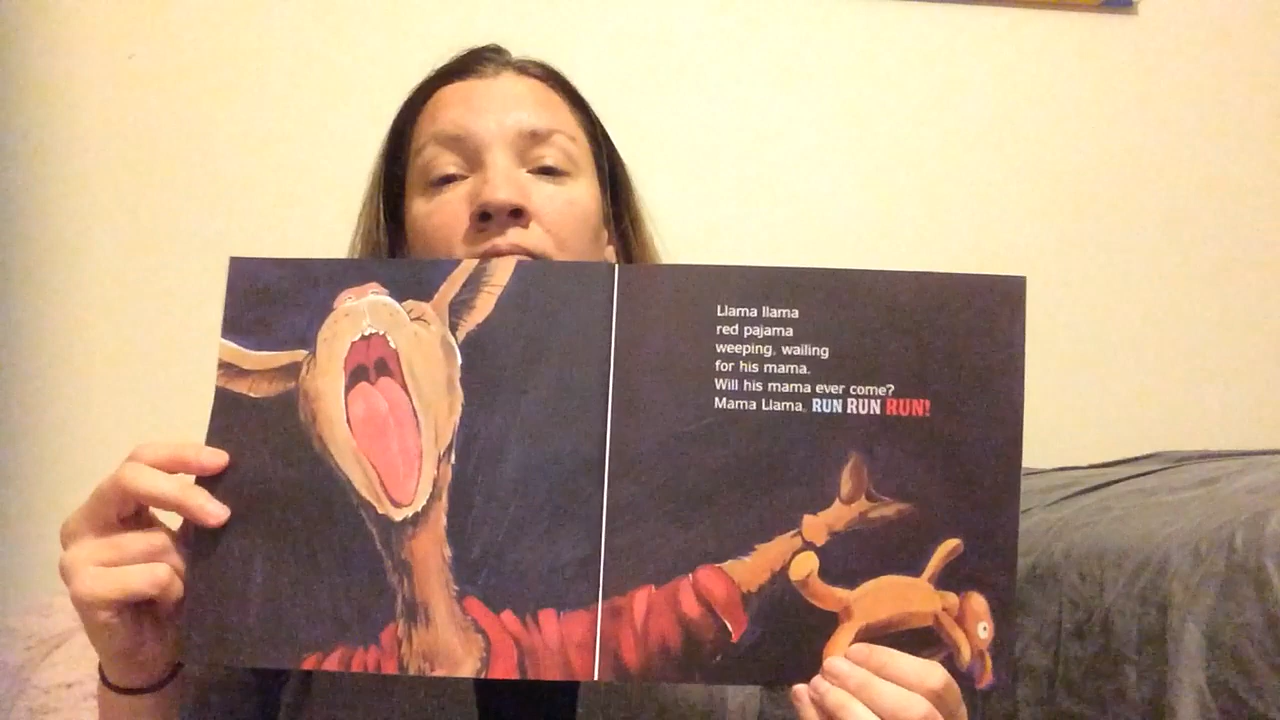 Llama llama
red pajama
weeping, wailing
for his mama.
Will his mama ever come?
Mama Llama, RUN RUN RUN!